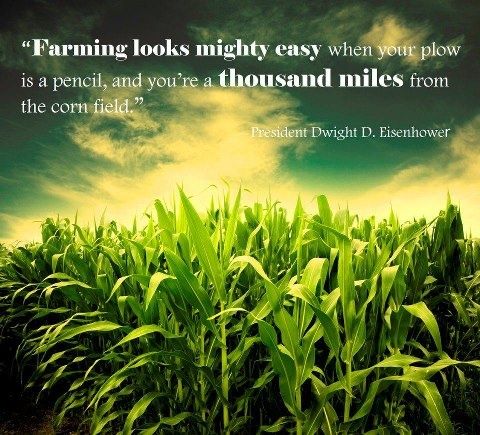 “Farming looks mighty easy when your plow
is a pencil, and you’re a thousand miles from
the corn field.”
President Dwight D. Eisenhower